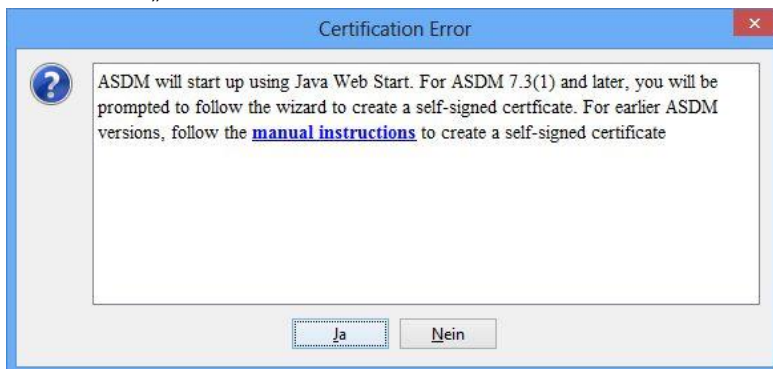 Certification Error
ASDM will start up using Java Web Start. For ASDM 7.3(1) and later, you will be
prompted to follow the wizard to create a self-signed certficate. For earlier ASDM
versions, follow the manual instructions to create a self-signed certificate
Ja
Nein